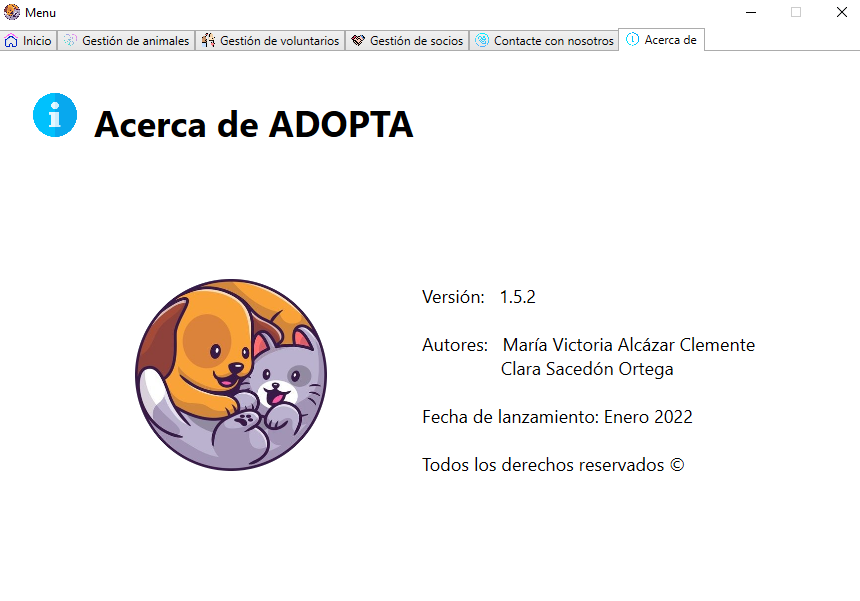 Menu
Inicio
Gestión de animales
Gestión de voluntarios
Gestión de socios
Contacte con nosotros
Acerca de
Acerca de ADOPTA
Versión: 1.5.2
Autores: María Victoria Alcázar Clemente
Clara Sacedón Ortega
Fecha de lanzamiento: Enero 2022
Todos los derechos reservados ©